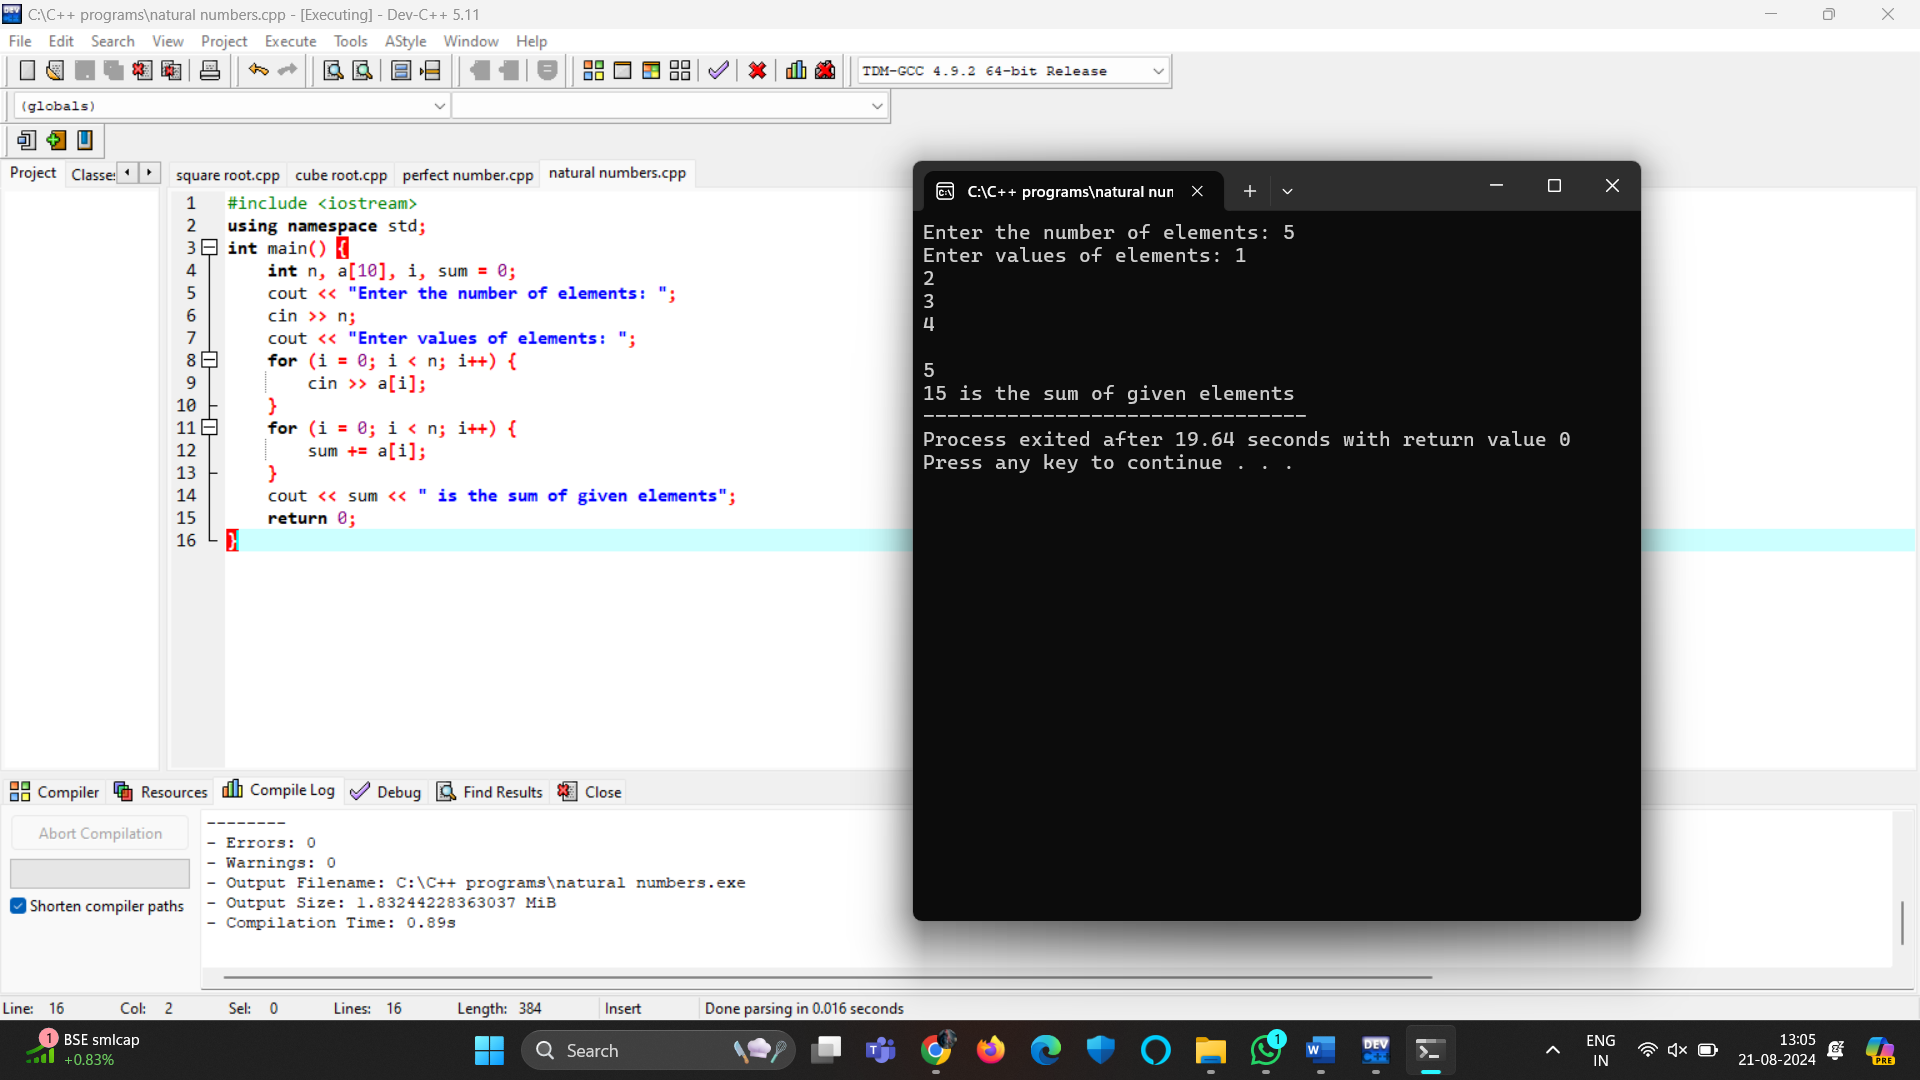 C:\C++ programs\natural numbers.cpp - [Executing] - Dev-C++ 5.11
File Edit Search View Project Execute Tools AStyle Window Help
TDM-GCC 4.9.2 64-bit Release
(globals)
Project Classes square root.cpp cube root.cpp perfect number.cpp natural numbers.cpp
1 #include <iostream>
2 using namespace std;
3 int main() {
4 int n, a[10], i, sum = 0;
5 cout << "Enter the number of elements: ";
6 cin >> n;
7 cout << "Enter values of elements: ";
8 for (i = 0; i < n; i++) {
9 cin >> a[i];
10 }
11 for (i = 0; i < n; i++) {
12 sum += a[i];
13 }
14 cout << sum << " is the sum of given elements";
15 return 0;
16 }
C:\C++ programs\natural nun
Enter the number of elements: 5
Enter values of elements: 1
2
3
4
5
15 is the sum of given elements
--------------------------------
Process exited after 19.64 seconds with return value 0
Press any key to continue . . .
Compiler Resources Compile Log Debug Find Results Close
Abort Compilation
Shorten compiler paths
--------
- Errors: 0
- Warnings: 0
- Output Filename: C:\C++ programs\natural numbers.exe
- Output Size: 1.83244228363037 MiB
- Compilation Time: 0.89s
Line: 16 Col: 2 Sel: 0 Lines: 16 Length: 384 Insert Done parsing in 0.016 seconds
1 BSE smlcap
+0.83%
Search
1
DEV
C++
ENG
IN
13:05
21-08-2024
PRE